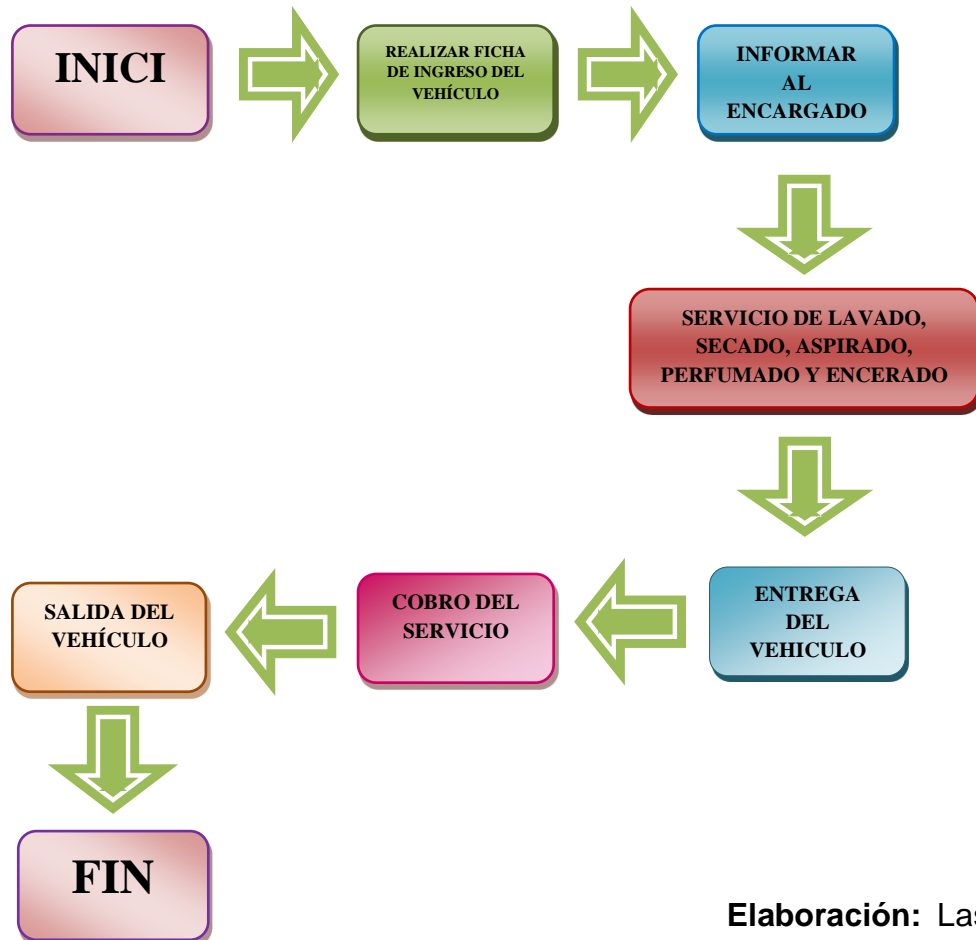 INICI
REALIZAR FICHA
DE INGRESO DEL
VEHÍCULO
INFORMAR
AL
ENCARGADO
SERVICIO DE LAVADO,
SECADO, ASPIRADO,
PERFUMADO Y ENCERADO
ENTREGA
DEL
VEHICULO
COBRO DEL
SERVICIO
SALIDA DEL
VEHÍCULO
FIN
Elaboración: Las